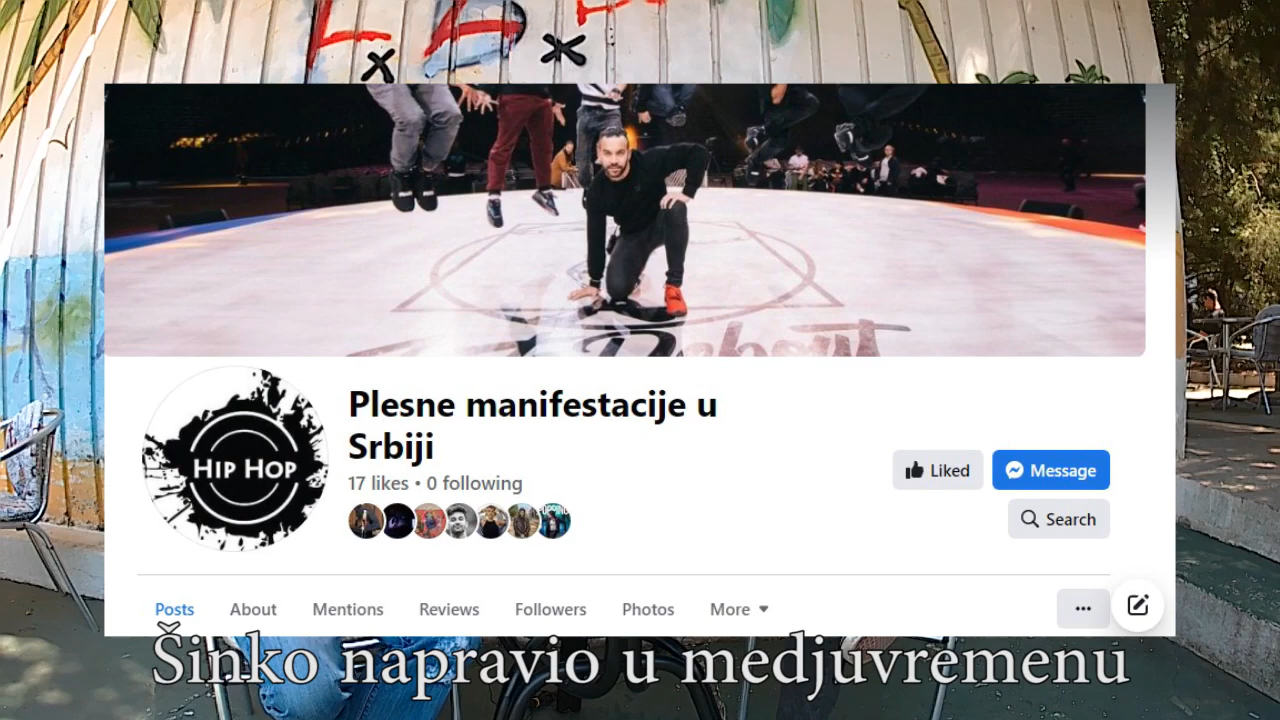 Plesne manifestacije u
Srbiji
17 likes • 0 following
HIP HOP
Liked
Message
Search
Posts About Mentions Reviews Followers Photos More
Šinko napravio u medjuvremenu